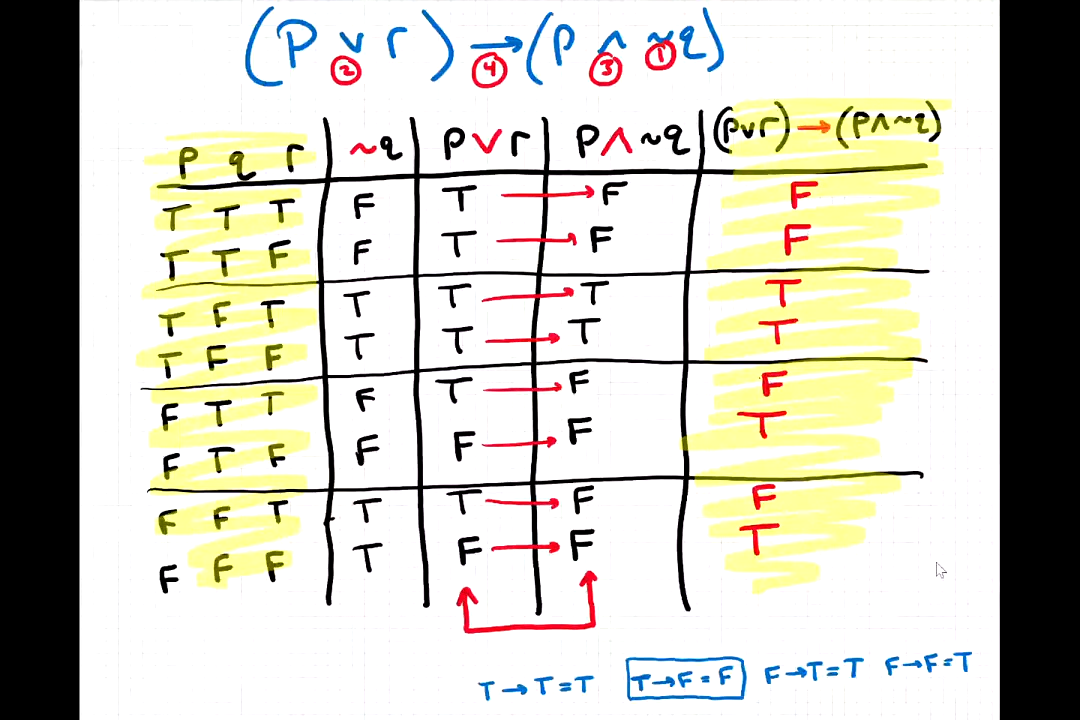 (P ∨ r) → (P ∧ ~q)
② ④ ③ ①
P q r ~q P ∨ r P ∧ ~q (p∨r) → (P∧~q)
T T T F T → F F
T T F F T → F F
T F T T T → T T
T F F T T → T T
F T T F T → F F
F T F F F → F T
F F T T T → F F
F F F T F → F T
T → T = T T → F = F F → T = T F → F = T